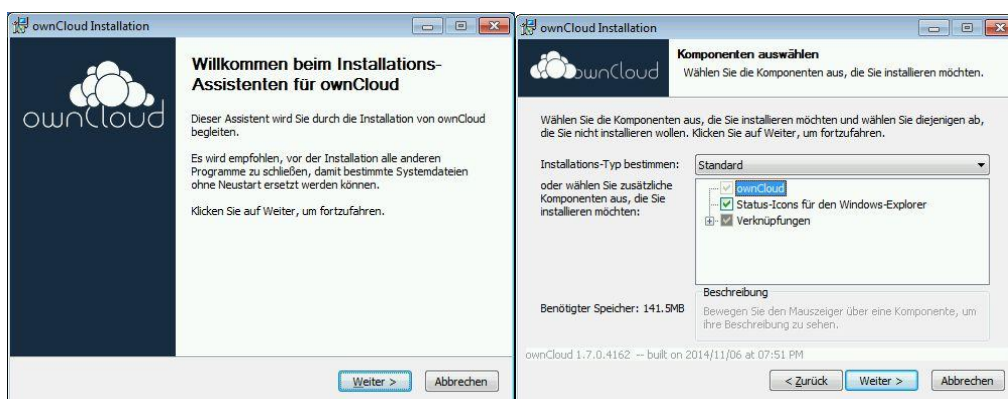 ownCloud Installation
ownCloud
Willkommen beim Installations-
Assistenten für ownCloud
Dieser Assistent wird Sie durch die Installation von ownCloud
begleiten.
Es wird empfohlen, vor der Installation alle anderen
Programme zu schließen, damit bestimmte Systemdateien
ohne Neustart ersetzt werden können.
Klicken Sie auf Weiter, um fortzufahren.
Weiter >
Abbrechen
ownCloud Installation
ownCloud
Komponenten auswählen
Wählen Sie die Komponenten aus, die Sie installieren möchten.
Wählen Sie die Komponenten aus, die Sie installieren möchten und wählen Sie diejenigen ab,
die Sie nicht installieren wollen. Klicken Sie auf Weiter, um fortzufahren.
Installations-Typ bestimmen:
Standard
oder wählen Sie zusätzliche
Komponenten aus, die Sie
installieren möchten:
ownCloud
Status-Icons für den Windows-Explorer
Verknüpfungen
Benötigter Speicher: 141.5MB
Beschreibung
Bewegen Sie den Mauszeiger über eine Komponente, um
ihre Beschreibung zu sehen.
ownCloud 1.7.0.4162 -- built on 2014/11/06 at 07:51 PM
< Zurück
Weiter >
Abbrechen